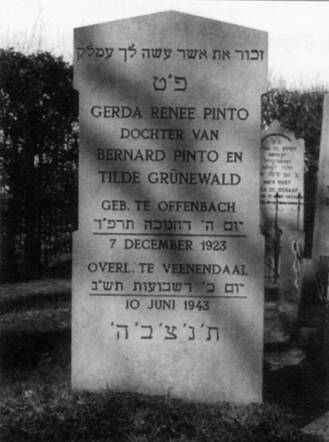 זכור את אשר עשה לך עמלק
פ״ט
GERDA RENEE PINTO
DOCHTER VAN
BERNARD PINTO EN
TILDE GRÜNEWALD
GEB. TE OFFENBACH
יום ה׳ דחנוכה תרפ״ד
7 DECEMBER 1923
OVERL. TE VEENENDAAL
יום ב׳ דשבועות תש״ג
10 JUNI 1943
ת׳נ׳צ׳ב׳ה׳